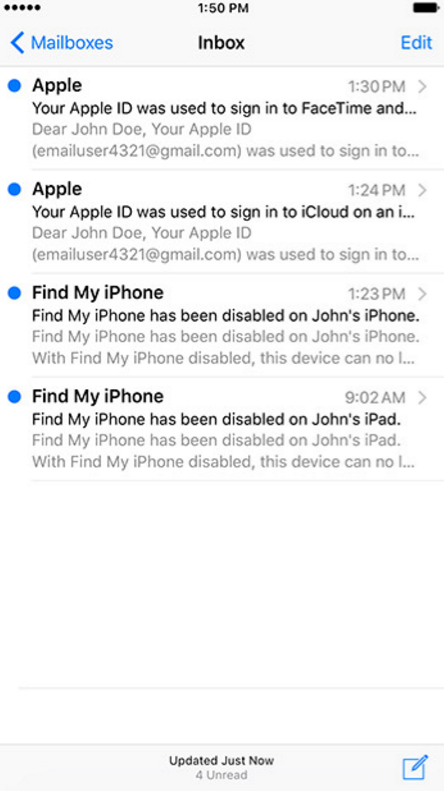 1:50 PM
Mailboxes Inbox Edit
Apple 1:30 PM
Your Apple ID was used to sign in to FaceTime and...
Dear John Doe, Your Apple ID
(emailuser4321@gmail.com) was used to sign in to...
Apple 1:24 PM
Your Apple ID was used to sign in to iCloud on an i...
Dear John Doe, Your Apple ID
(emailuser4321@gmail.com) was used to sign in to...
Find My iPhone 1:23 PM
Find My iPhone has been disabled on John's iPhone.
Find My iPhone has been disabled on John's iPhone.
With Find My iPhone disabled, this device can no l...
Find My iPhone 9:02 AM
Find My iPhone has been disabled on John's iPad.
Find My iPhone has been disabled on John's iPad.
With Find My iPhone disabled, this device can no l...
Updated Just Now
4 Unread